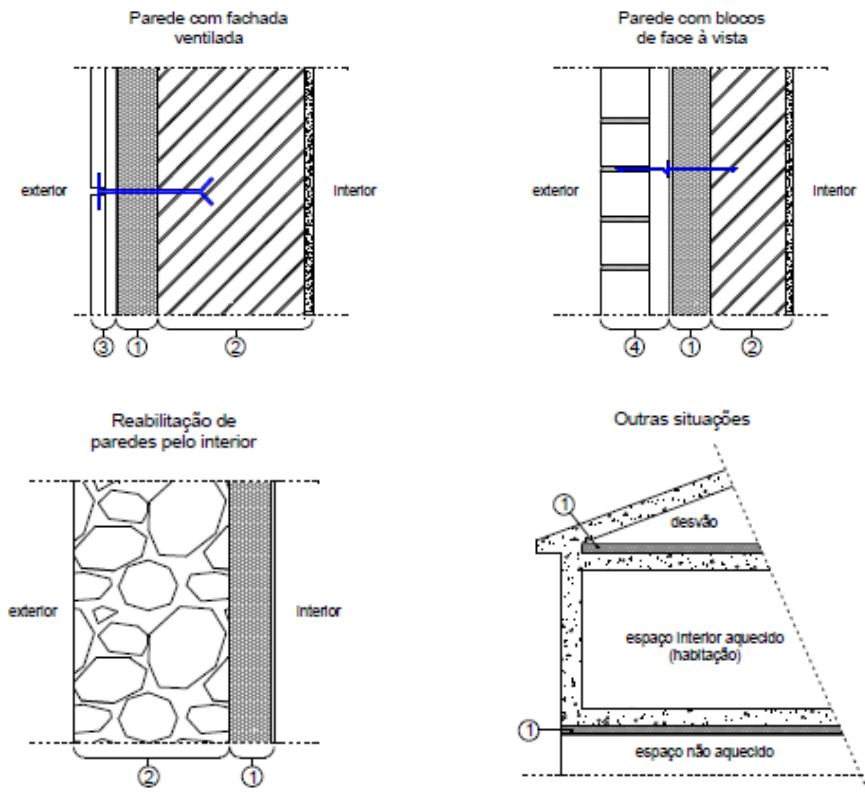 Parede com fachada
ventilada
exterior
interior
3
1
2
Parede com blocos
de face à vista
exterior
interior
4
1
2
Reabilitação de
paredes pelo interior
exterior
interior
2
1
Outras situações
1
desvão
espaço interior aquecido
(habitação)
1
espaço não aquecido